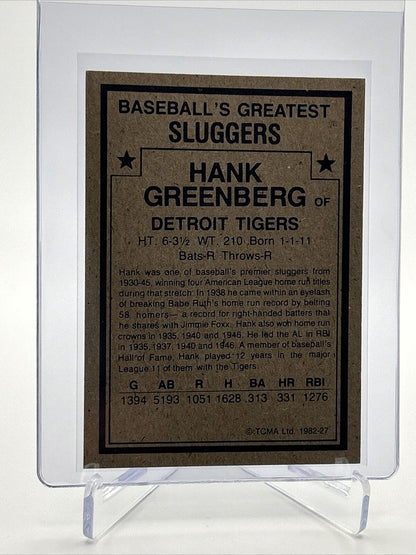 BASEBALL'S GREATEST
SLUGGERS
HANK
GREENBERG OF
DETROIT TIGERS
HT. 6-3½ WT. 210 Born 1-1-11
Bats-R Throws-R
Hank was one of baseball's premier sluggers from
1930-45, winning four American League home run titles
during that stretch. In 1938 he came within an eyelash
of breaking Babe Ruth's home run record by belting
58 homers—a record for right-handed batters that
he shares with Jimmie Foxx. Hank also won home run
crowns in 1935, 1940 and 1946. He led the AL in RBI
in 1935, 1937, 1940 and 1946. A member of baseball's
Hall of Fame, Hank played 12 years in the major
League 11 of them with the Tigers.
G AB R H BA HR RBI
1394 5193 1051 1628 .313 331 1276
©:TCMA Ltd. 1982-27